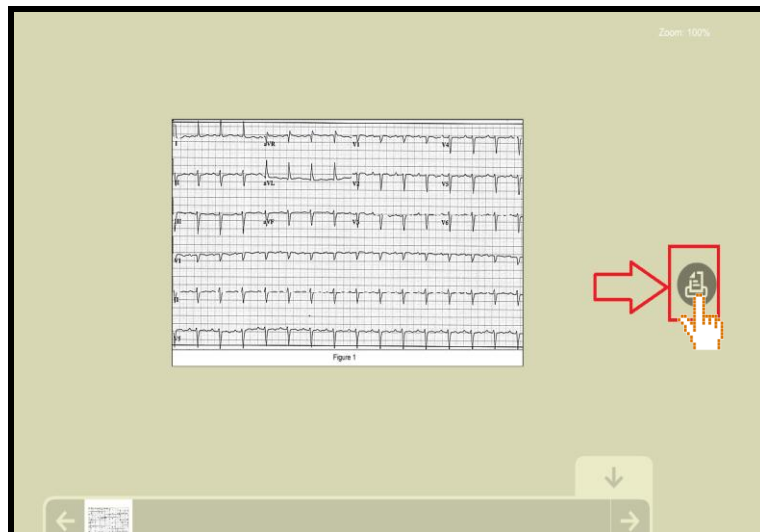 Zoom: 100%
I aVR V1 V4
II aVL V2 V5
III aVF V3 V6
V1
II
V5
Figure 1